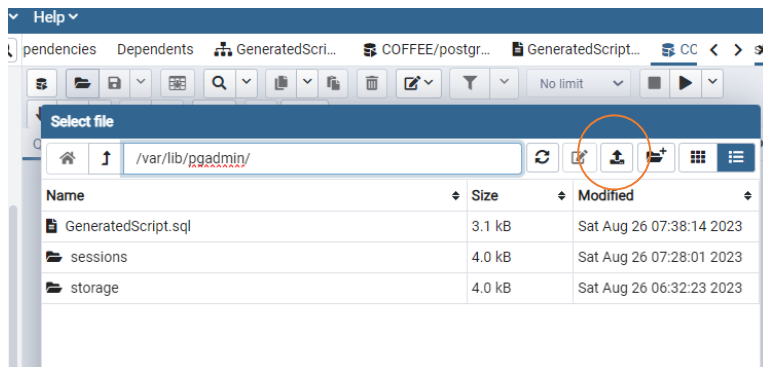 Help
pendencies Dependents GeneratedScri... COFFEE/postgr... GeneratedScript... CC
No limit
Select file
/var/lib/pgadmin/
Name Size Modified
GeneratedScript.sql 3.1 kB Sat Aug 26 07:38:14 2023
sessions 4.0 kB Sat Aug 26 07:28:01 2023
storage 4.0 kB Sat Aug 26 06:32:23 2023